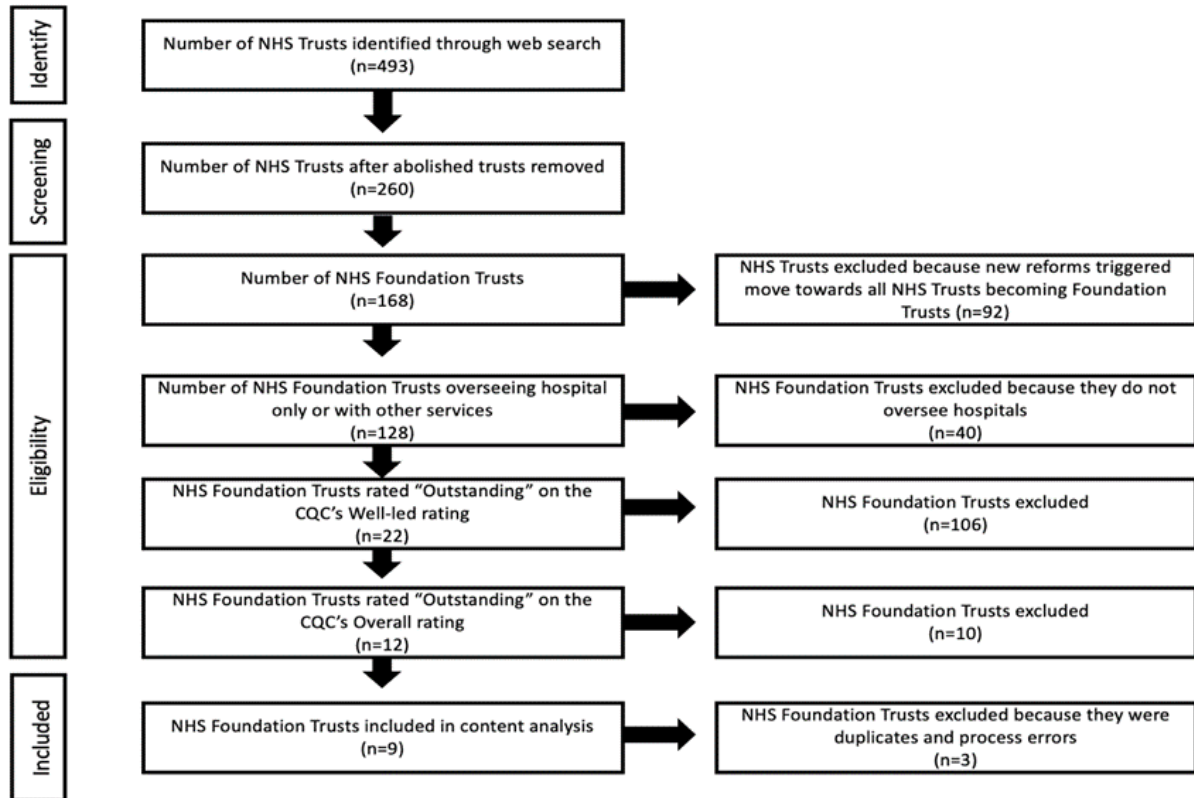 Identify
Number of NHS Trusts identified through web search
(n=493)
Screening
Number of NHS Trusts after abolished trusts removed
(n=260)
Eligibility
Number of NHS Foundation Trusts
(n=168)
NHS Trusts excluded because new reforms triggered
move towards all NHS Trusts becoming Foundation
Trusts (n=92)
Number of NHS Foundation Trusts overseeing hospital
only or with other services
(n=128)
NHS Foundation Trusts excluded because they do not
oversee hospitals
(n=40)
NHS Foundation Trusts rated “Outstanding” on the
CQC’s Well-led rating
(n=22)
NHS Foundation Trusts excluded
(n=106)
NHS Foundation Trusts rated “Outstanding” on the
CQC’s Overall rating
(n=12)
NHS Foundation Trusts excluded
(n=10)
Included
NHS Foundation Trusts included in content analysis
(n=9)
NHS Foundation Trusts excluded because they were
duplicates and process errors
(n=3)